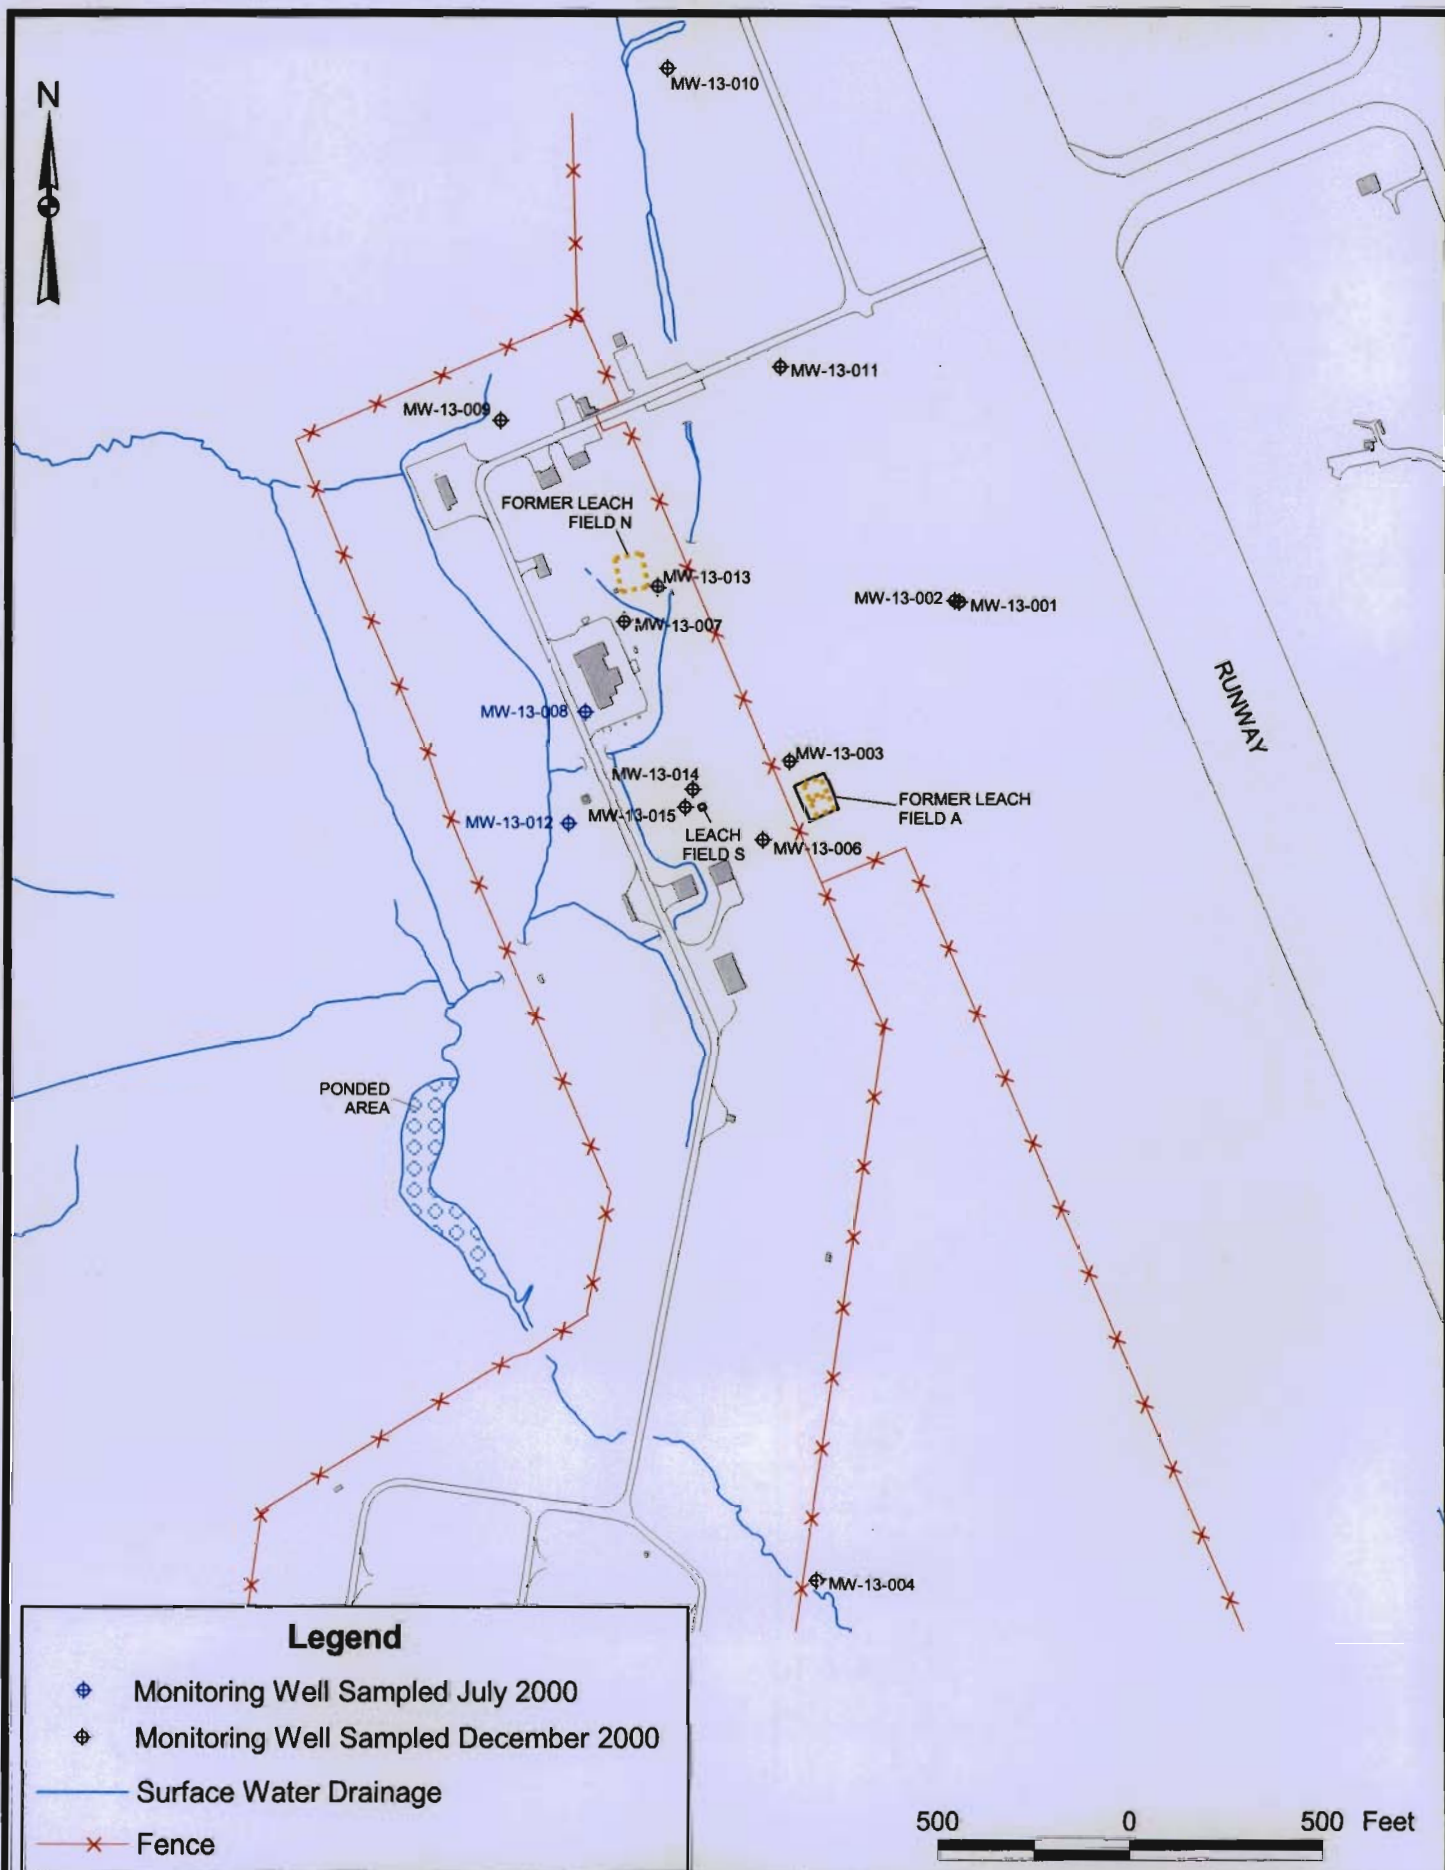 N
MW-13-010
MW-13-011
MW-13-009
FORMER LEACH
FIELD N
MW-13-013
MW-13-002
MW-13-001
MW-13-007
RUNWAY
MW-13-008
MW-13-003
MW-13-014
FORMER LEACH
FIELD A
MW-13-015
MW-13-012
LEACH
FIELD S
MW-13-006
PONDED
AREA
MW-13-004
Legend
Monitoring Well Sampled July 2000
Monitoring Well Sampled December 2000
Surface Water Drainage
Fence
500 0 500 Feet